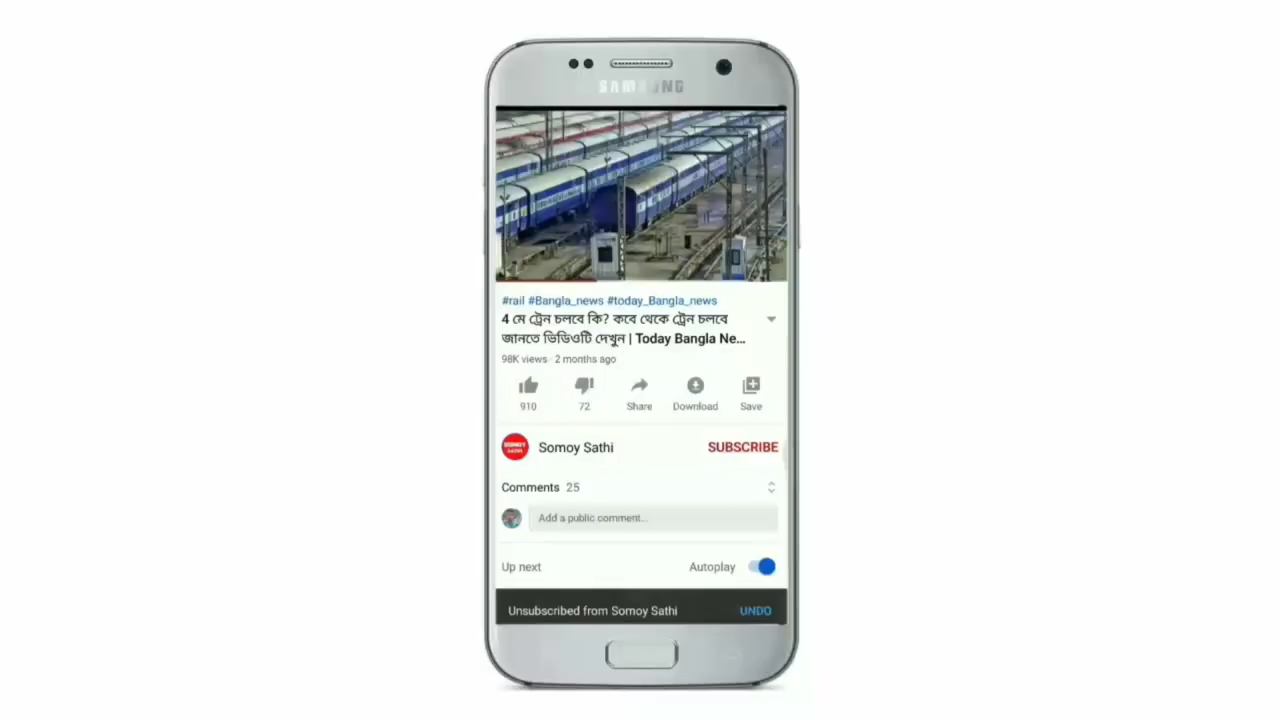 SAMSUNG
#rail #Bangla_news #today_Bangla_news
4 মে ট্রেন চলবে কি? কবে থেকে ট্রেন চলবে
জানতে ভিডিওটি দেখুন | Today Bangla Ne...
98K views · 2 months ago
910 72 Share Download Save
SOMOY
SATHI
Somoy Sathi SUBSCRIBE
Comments 25
Add a public comment...
Up next Autoplay
Unsubscribed from Somoy Sathi UNDO